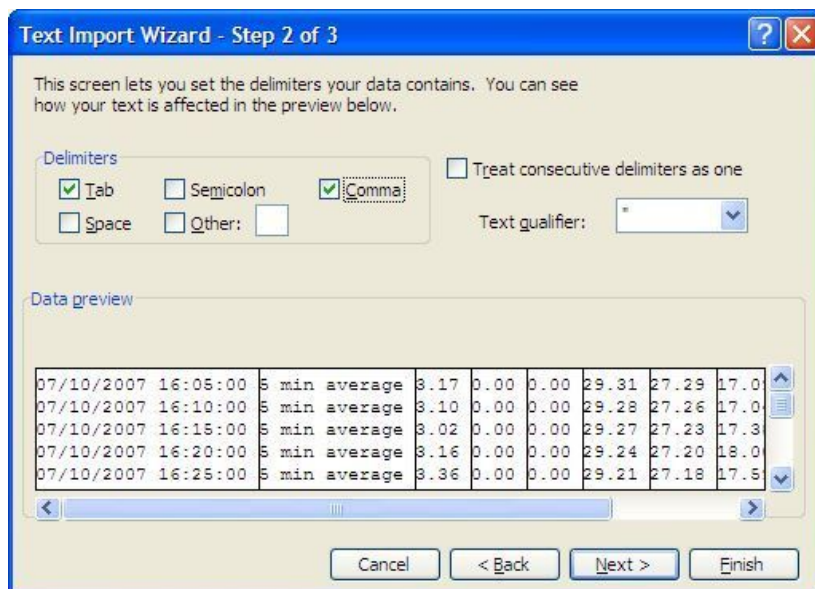 Text Import Wizard - Step 2 of 3
This screen lets you set the delimiters your data contains. You can see
how your text is affected in the preview below.
Delimiters
Tab Semicolon Comma
Space Other:
Treat consecutive delimiters as one
Text qualifier: "
Data preview
07/10/2007 16:05:00 5 min average 3.17 0.00 0.00 29.31 27.29
07/10/2007 16:10:00 5 min average 3.10 0.00 0.00 29.28 27.26
07/10/2007 16:15:00 5 min average 3.02 0.00 0.00 29.27 27.23
07/10/2007 16:20:00 5 min average 3.16 0.00 0.00 29.24 27.20
07/10/2007 16:25:00 5 min average 3.36 0.00 0.00 29.21 27.18
Cancel < Back Next > Finish